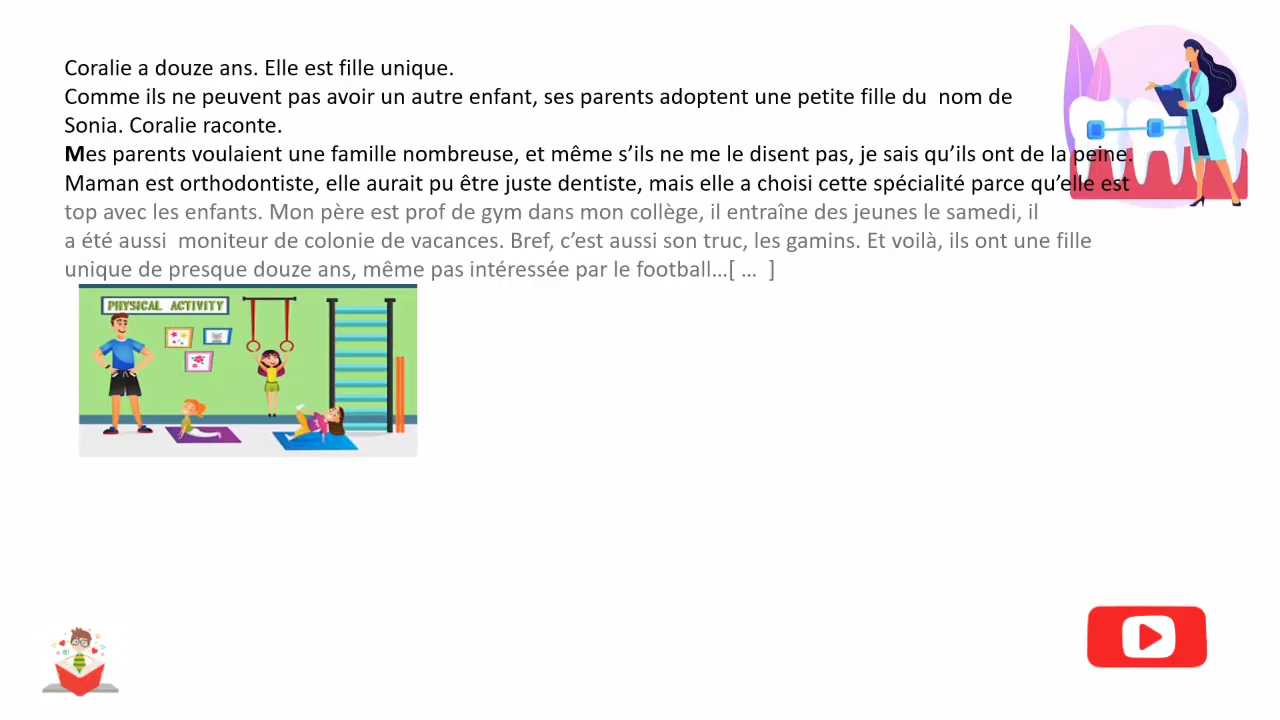 Coralie a douze ans. Elle est fille unique.
Comme ils ne peuvent pas avoir un autre enfant, ses parents adoptent une petite fille du  nom de
Sonia. Coralie raconte.
Mes parents voulaient une famille nombreuse, et même s’ils ne me le disent pas, je sais qu’ils ont de la peine.
Maman est orthodontiste, elle aurait pu être juste dentiste, mais elle a choisi cette spécialité parce qu’elle est
top avec les enfants. Mon père est prof de gym dans mon collège, il entraîne des jeunes le samedi, il
a été aussi  moniteur de colonie de vacances. Bref, c’est aussi son truc, les gamins. Et voilà, ils ont une fille
unique de presque douze ans, même pas intéressée par le football…[ …  ]
PHYSICAL ACTIVITY